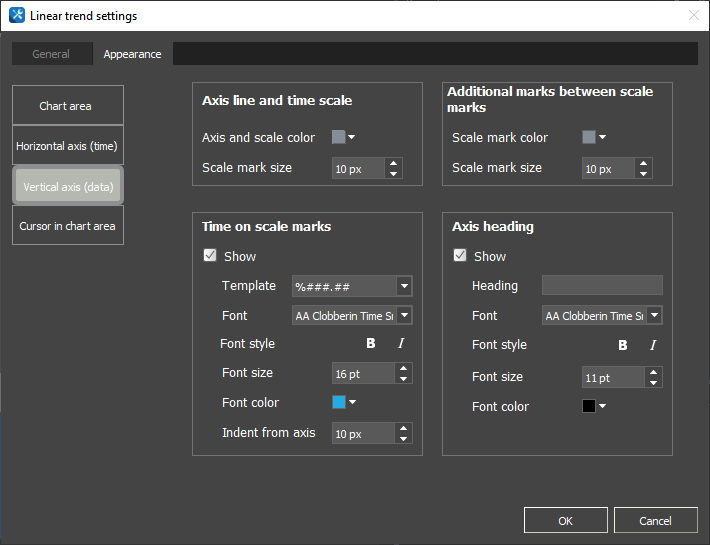 Linear trend settings
General
Appearance
Chart area
Horizontal axis (time)
Vertical axis (data)
Cursor in chart area
Axis line and time scale
Axis and scale color
Scale mark size
10 px
Additional marks between scale
marks
Scale mark color
Scale mark size
10 px
Time on scale marks
Show
Template
%###.##
Font
AA Clobberin Time
Font style
B
I
Font size
16 pt
Font color
Indent from axis
10 px
Axis heading
Show
Heading
Font
AA Clobberin Time
Font style
B
I
Font size
11 pt
Font color
OK
Cancel